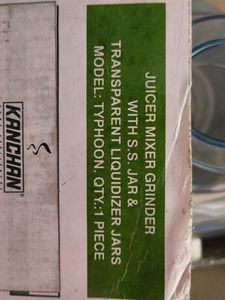 JUICER MIXER GRINDER
WITH S.S. JAR &
TRANSPARENT LIQUIDIZER JARS
MODEL: TYPHOON. QTY.:1 PIECE
KANCHAN